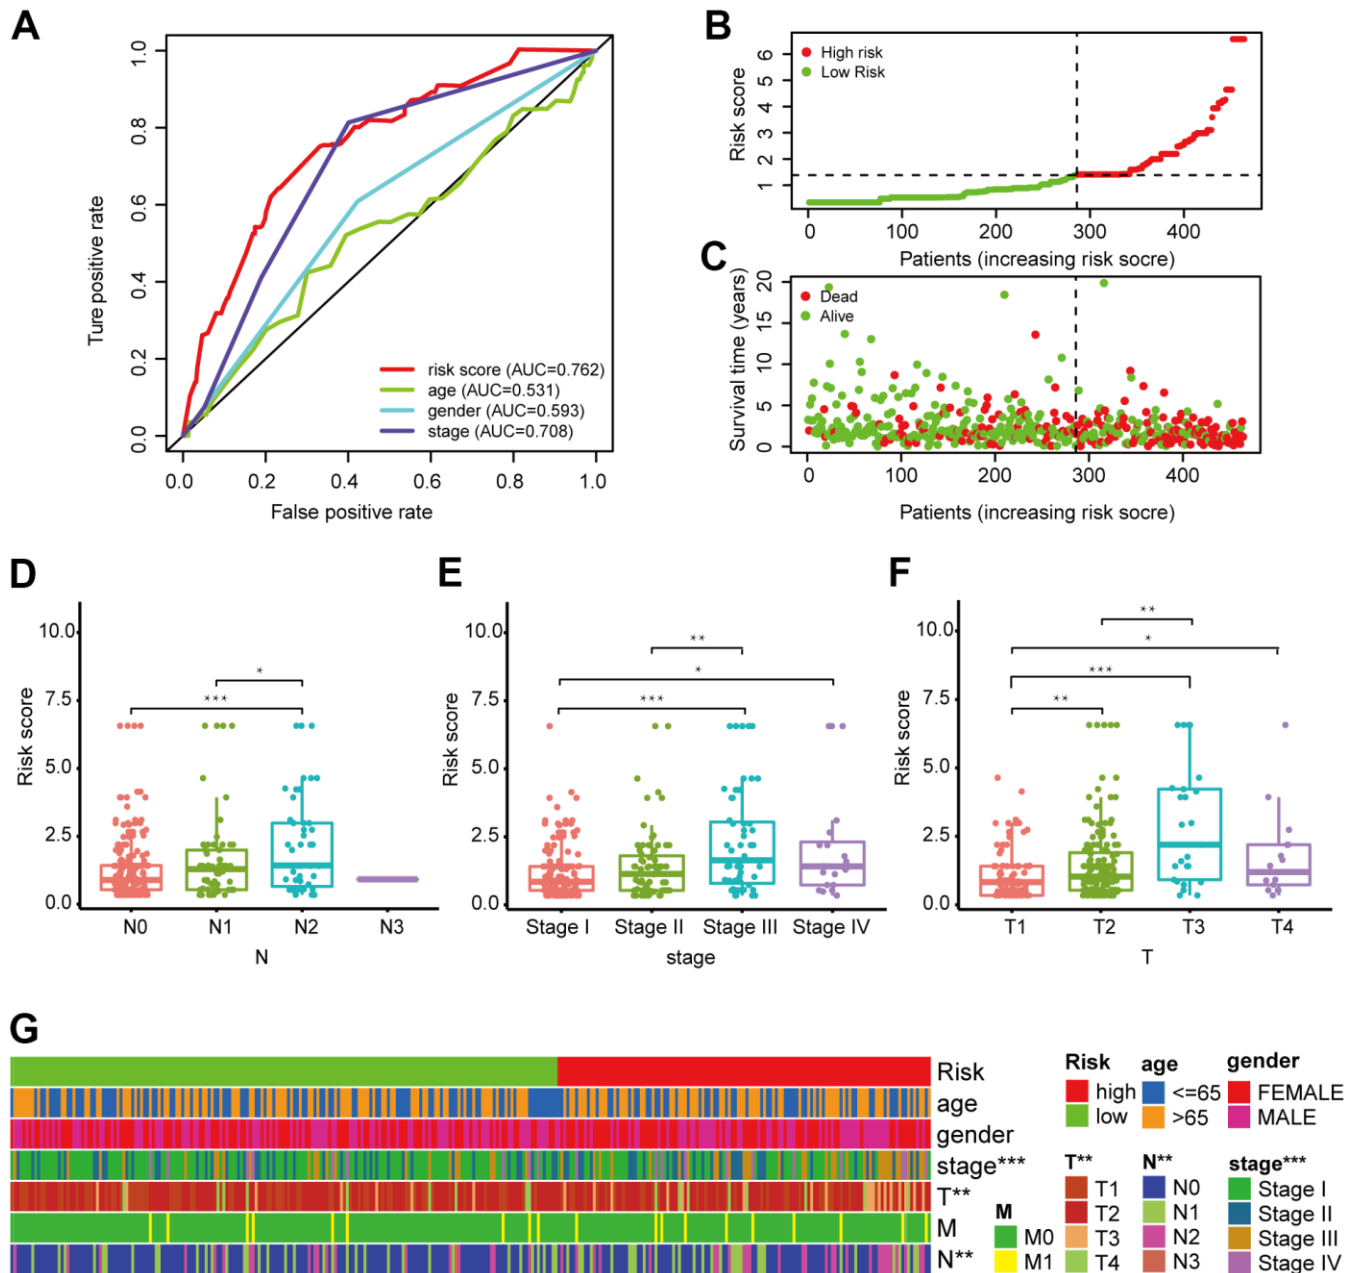 A
1.0
0.8
0.6
0.4
0.2
0.0
Ture positive rate
risk score (AUC=0.762)
age (AUC=0.531)
gender (AUC=0.593)
stage (AUC=0.708)
0.0 0.2 0.4 0.6 0.8 1.0
False positive rate
B
High risk
Low Risk
6
5
4
3
2
1
Risk score
0 100 200 300 400
Patients (increasing risk socre)
C
Dead
Alive
20
15
10
5
0
Survival time (years)
0 100 200 300 400
Patients (increasing risk socre)
D
10.0
7.5
5.0
2.5
0.0
Risk score
*
***
N0 N1 N2 N3
N
E
10.0
7.5
5.0
2.5
0.0
Risk score
**
*
***
Stage I Stage II Stage III Stage IV
stage
F
10.0
7.5
5.0
2.5
0.0
Risk score
**
*
***
**
T1 T2 T3 T4
T
G
Risk
age
gender
stage***
T**
M
N**
Risk
high
low
age
<=65
>65
gender
FEMALE
MALE
M
M0
M1
T**
T1
T2
T3
T4
N**
N0
N1
N2
N3
stage***
Stage I
Stage II
Stage III
Stage IV